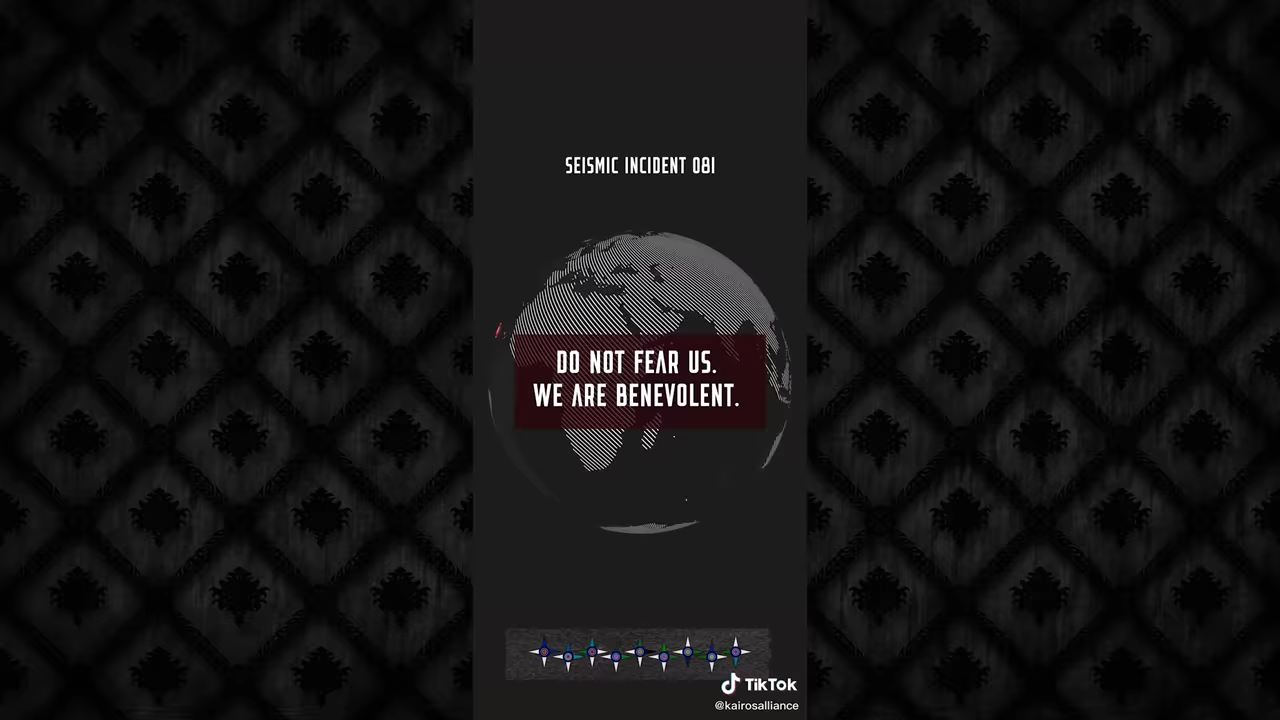 SEISMIC INCIDENT 081
DO NOT FEAR US.
WE ARE BENEVOLENT.
TikTok
@kairosalliance